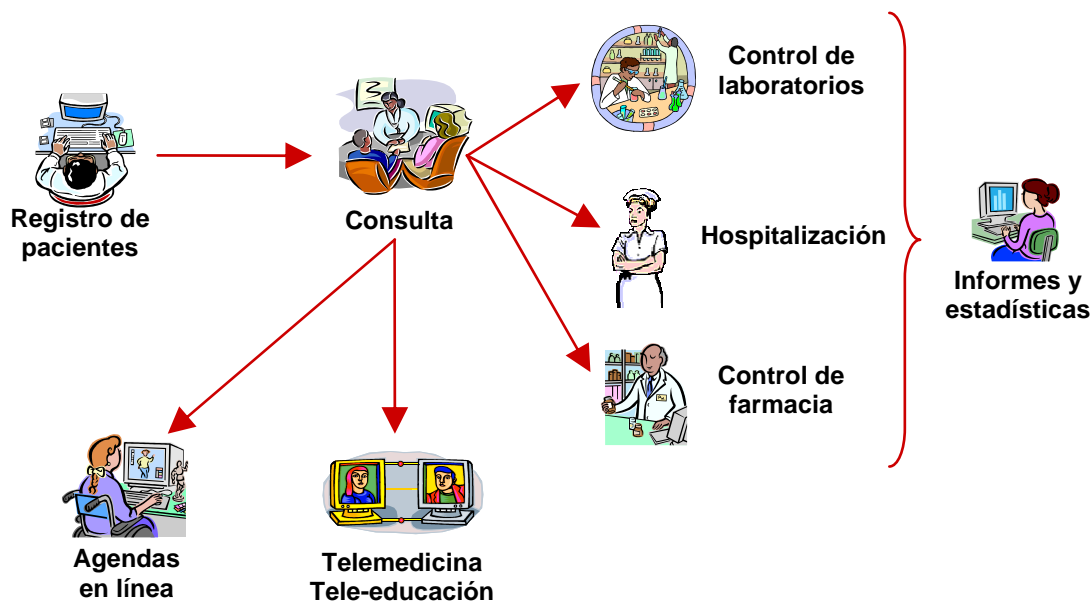 Control de
laboratorios
Registro de
pacientes
Consulta
Hospitalización
Informes y
estadísticas
Control de
farmacia
Agendas
en línea
Telemedicina
Tele-educación